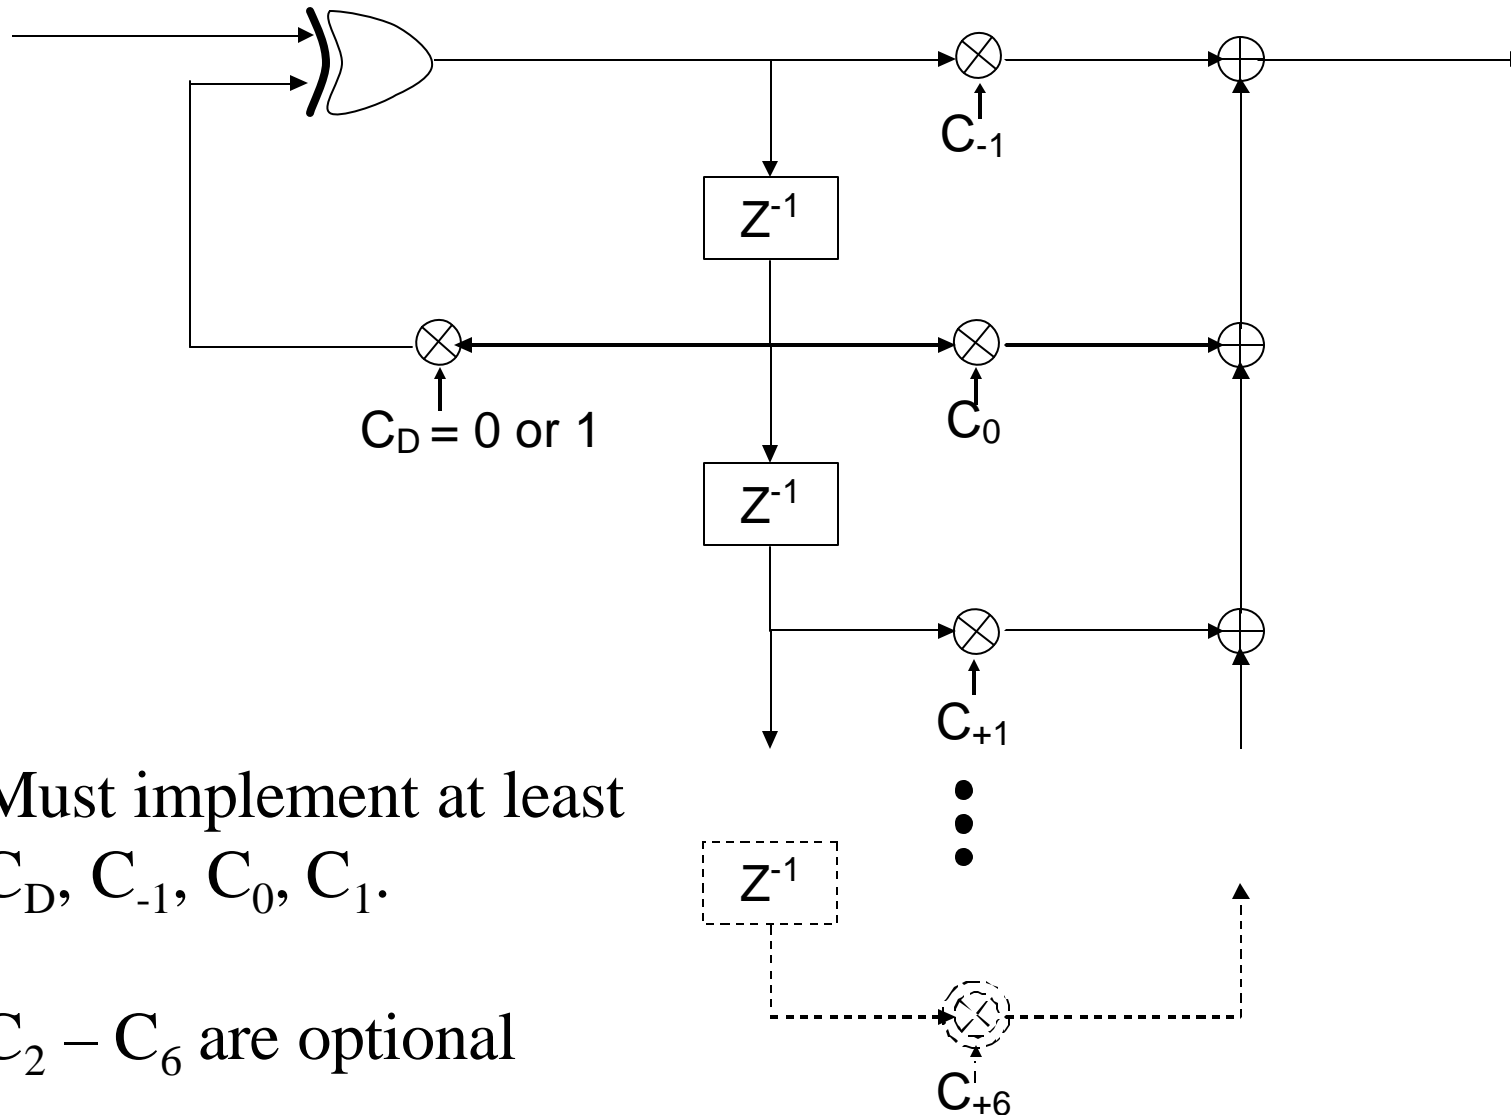 C-1
Z-1
CD = 0 or 1
C0
Z-1
C+1
Must implement at least
CD, C-1, C0, C1.
Z-1
C2 – C6 are optional
C+6